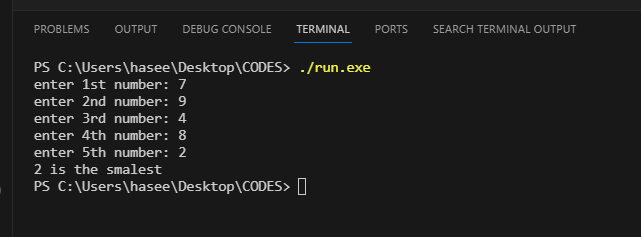 PROBLEMS OUTPUT DEBUG CONSOLE TERMINAL PORTS SEARCH TERMINAL OUTPUT
PS C:\Users\hasee\Desktop\CODES> ./run.exe
enter 1st number: 7
enter 2nd number: 9
enter 3rd number: 4
enter 4th number: 8
enter 5th number: 2
2 is the smalest
PS C:\Users\hasee\Desktop\CODES>